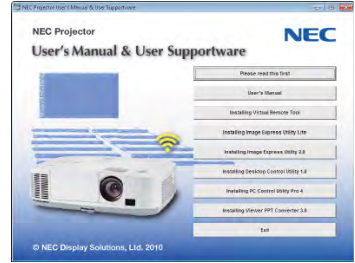 NEC Projector User's Manual & User Supportware
NEC Projector
NEC
User's Manual & User Supportware
Please read this first
User's Manual
Installing Virtual Remote Tool
Installing Image Express Utility Lite
Installing Image Express Utility 2.0
Installing Desktop Control Utility 1.0
Installing PC Control Utility Pro 4
Installing Viewer PPT Converter 3.0
Exit
© NEC Display Solutions, Ltd. 2010